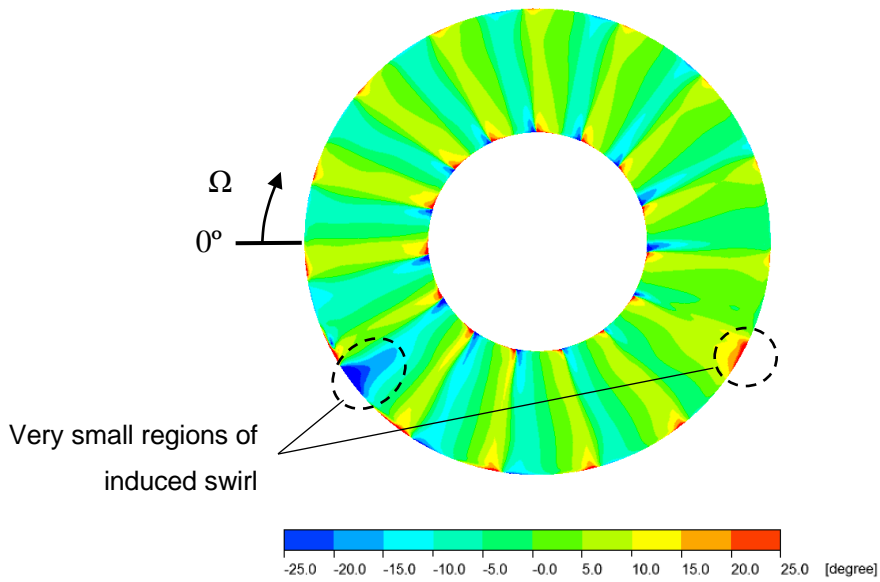 Ω
0º
Very small regions of
induced swirl
-25.0 -20.0 -15.0 -10.0 -5.0 -0.0 5.0 10.0 15.0 20.0 25.0 [degree]